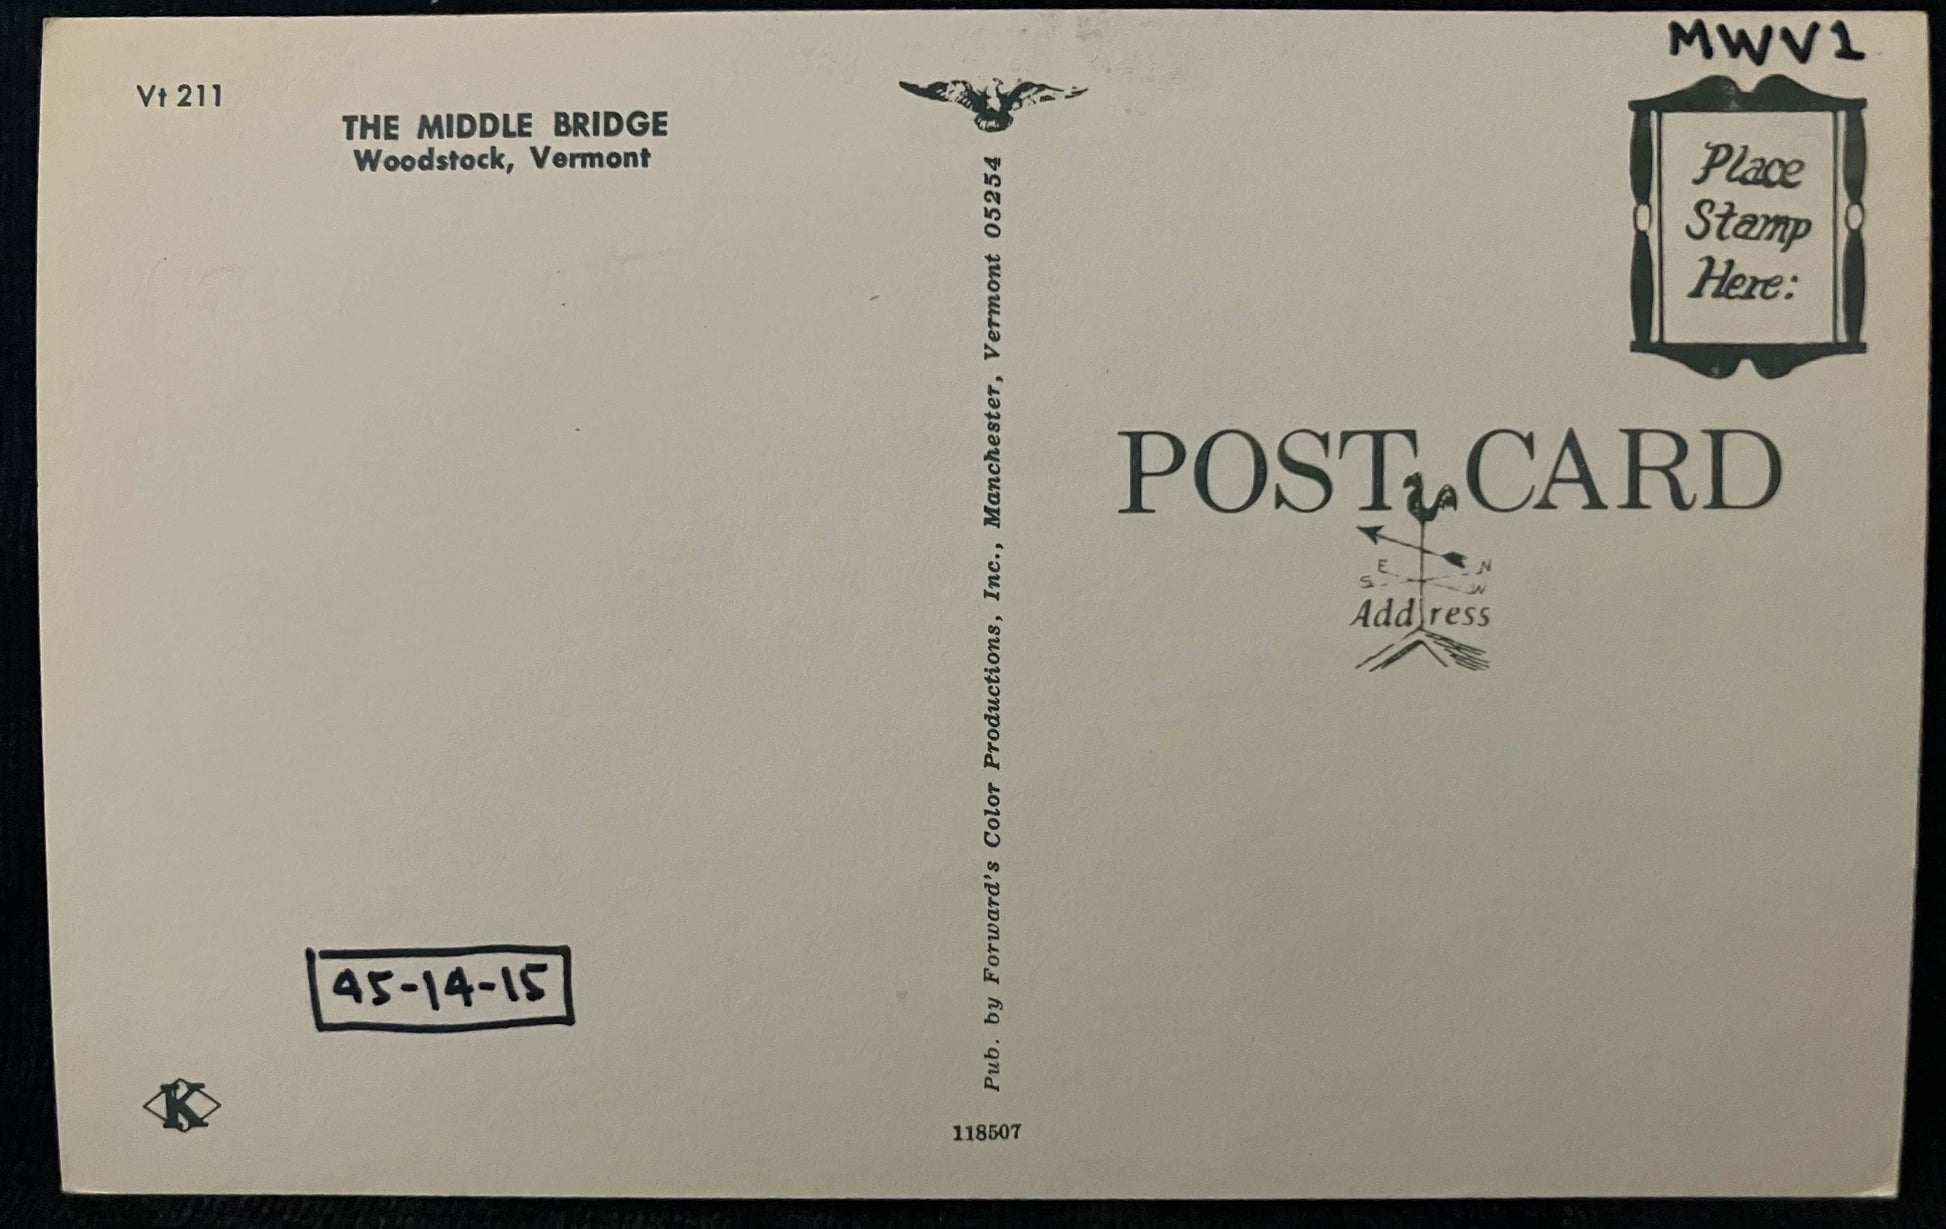 Vt 211
THE MIDDLE BRIDGE
Woodstock, Vermont
45-14-15
K
Pub. by Forward's Color Productions, Inc., Manchester, Vermont 05254
118507
MWV1
Place
Stamp
Here:
POST CARD
E N
S W
Address